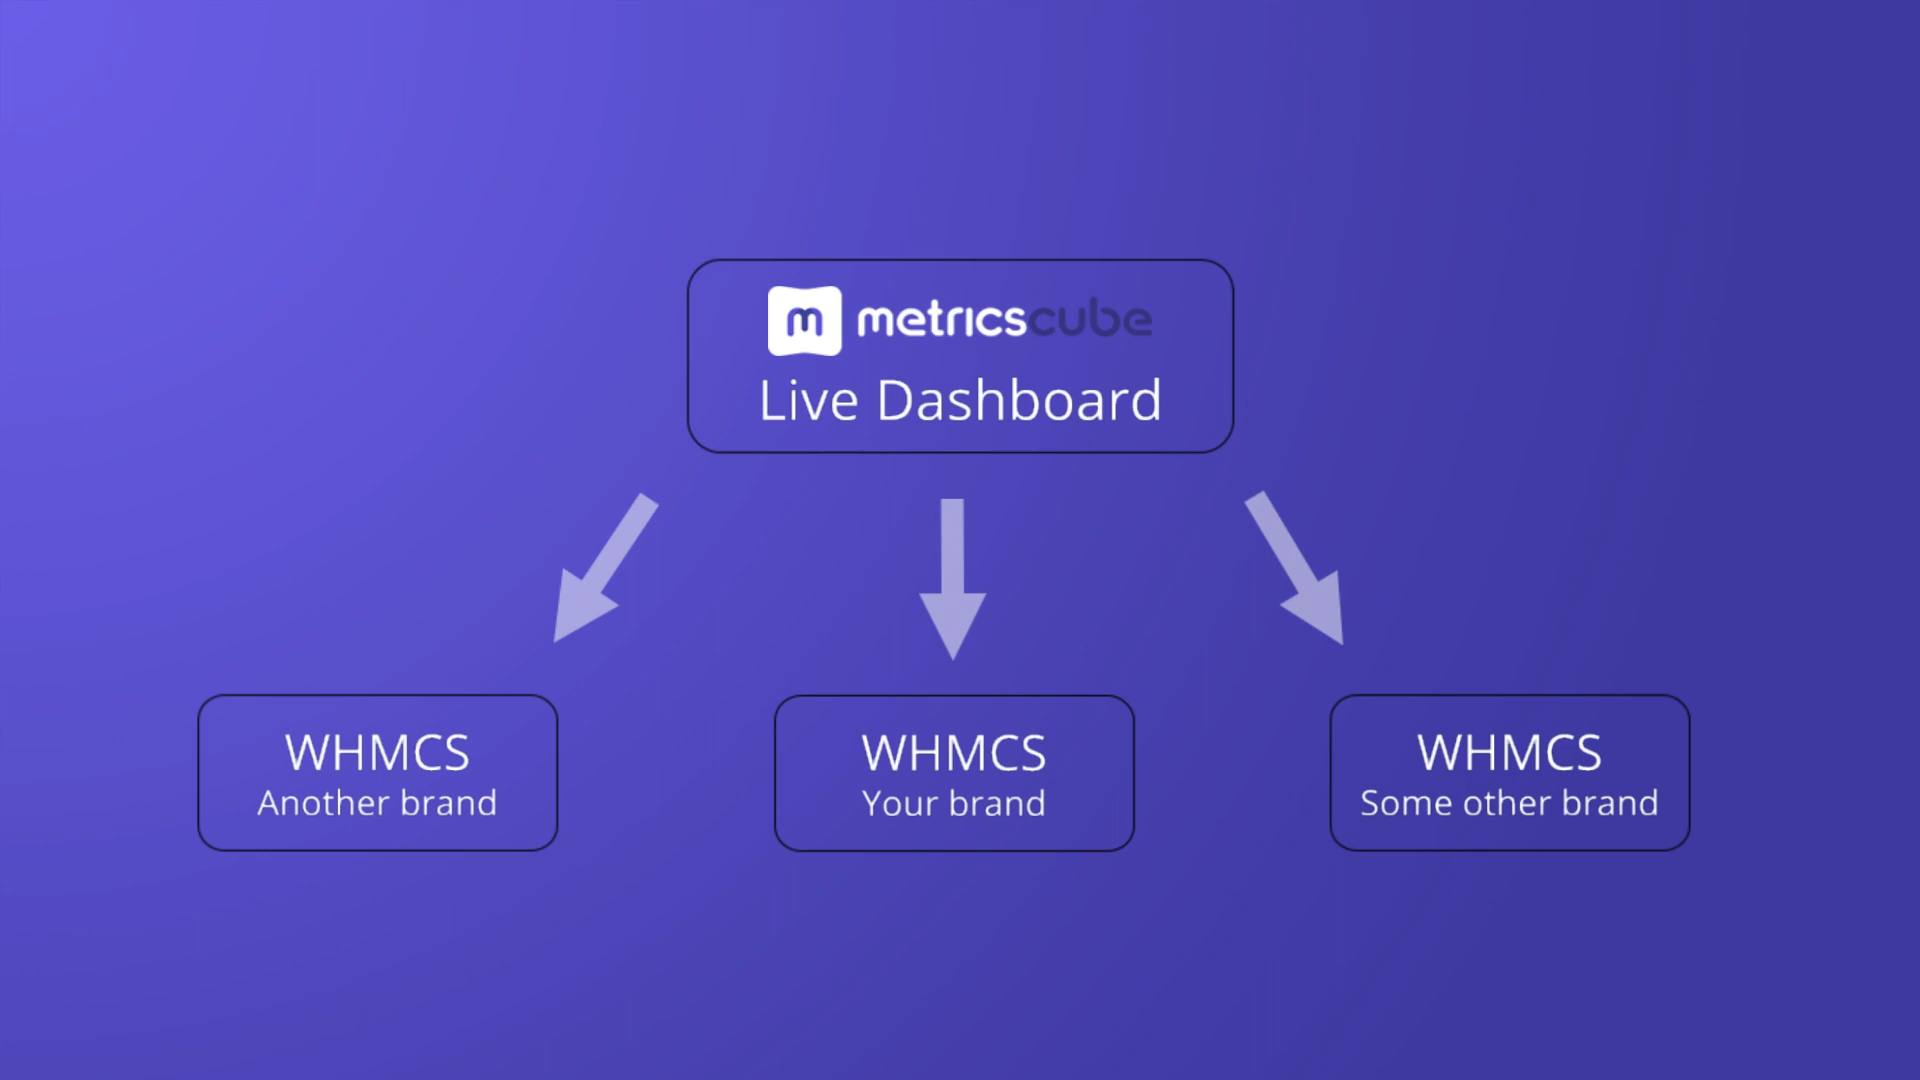 m metricscube
Live Dashboard
WHMCS
Another brand
WHMCS
Your brand
WHMCS
Some other brand